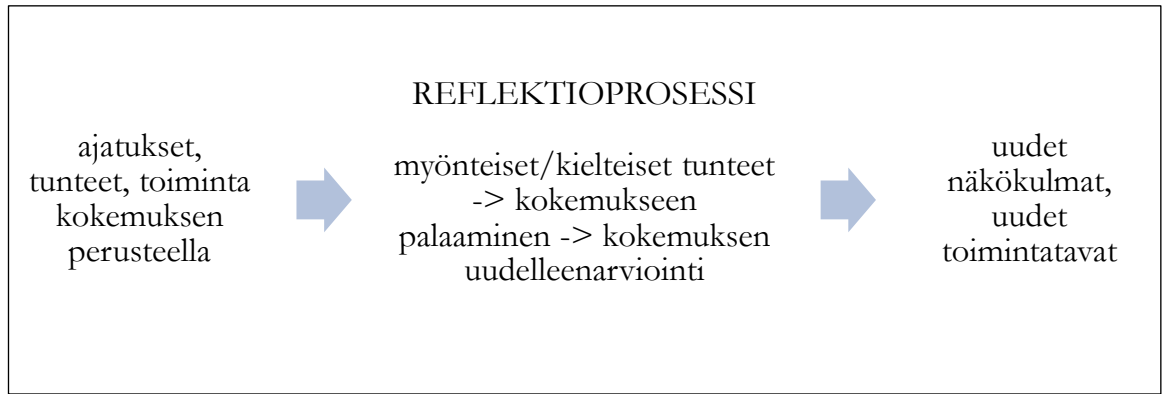 ajatukset,
tunteet, toiminta
kokemuksen
perusteella
REFLEKTIOPROSESSI
myönteiset/kielteiset tunteet
-> kokemukseen
palaaminen -> kokemuksen
uudelleenarviointi
uudet
näkökulmat,
uudet
toimintatavat